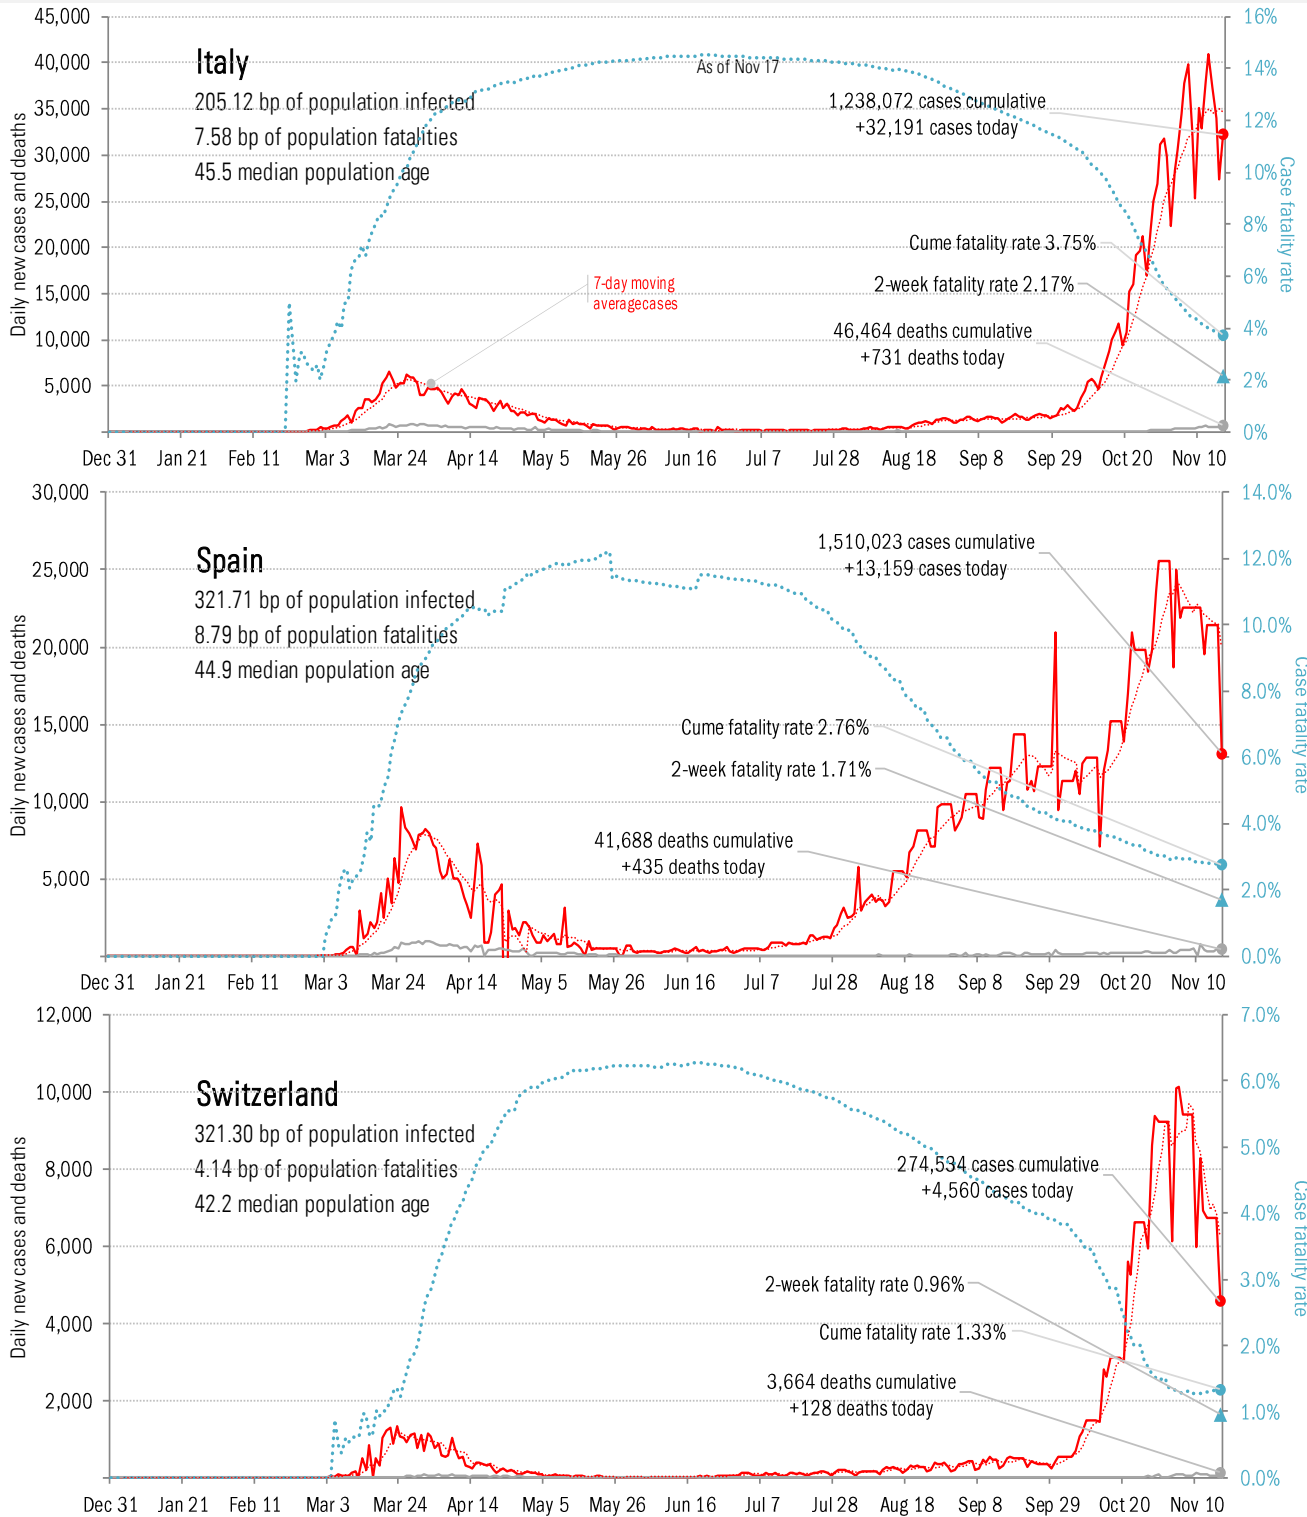 45,000
40,000
35,000
30,000
25,000
20,000
15,000
10,000
5,000
Daily new cases and deaths
16%
14%
12%
10%
8%
6%
4%
2%
0%
Case fatality rate
Italy
205.12 bp of population infected
7.58 bp of population fatalities
45.5 median population age
As of Nov 17
1,238,072 cases cumulative
+32,191 cases today
Cume fatality rate 3.75%
2-week fatality rate 2.17%
7-day moving
averagecases
46,464 deaths cumulative
+731 deaths today
Dec 31 Jan 21 Feb 11 Mar 3 Mar 24 Apr 14 May 5 May 26 Jun 16 Jul 7 Jul 28 Aug 18 Sep 8 Sep 29 Oct 20 Nov 10
30,000
25,000
20,000
15,000
10,000
5,000
Daily new cases and deaths
14.0%
12.0%
10.0%
8.0%
6.0%
4.0%
2.0%
0.0%
Case fatality rate
Spain
321.71 bp of population infected
8.79 bp of population fatalities
44.9 median population age
1,510,023 cases cumulative
+13,159 cases today
Cume fatality rate 2.76%
2-week fatality rate 1.71%
41,688 deaths cumulative
+435 deaths today
Dec 31 Jan 21 Feb 11 Mar 3 Mar 24 Apr 14 May 5 May 26 Jun 16 Jul 7 Jul 28 Aug 18 Sep 8 Sep 29 Oct 20 Nov 10
12,000
10,000
8,000
6,000
4,000
2,000
Daily new cases and deaths
7.0%
6.0%
5.0%
4.0%
3.0%
2.0%
1.0%
0.0%
Case fatality rate
Switzerland
321.30 bp of population infected
4.14 bp of population fatalities
42.2 median population age
274,534 cases cumulative
+4,560 cases today
2-week fatality rate 0.96%
Cume fatality rate 1.33%
3,664 deaths cumulative
+128 deaths today
Dec 31 Jan 21 Feb 11 Mar 3 Mar 24 Apr 14 May 5 May 26 Jun 16 Jul 7 Jul 28 Aug 18 Sep 8 Sep 29 Oct 20 Nov 10